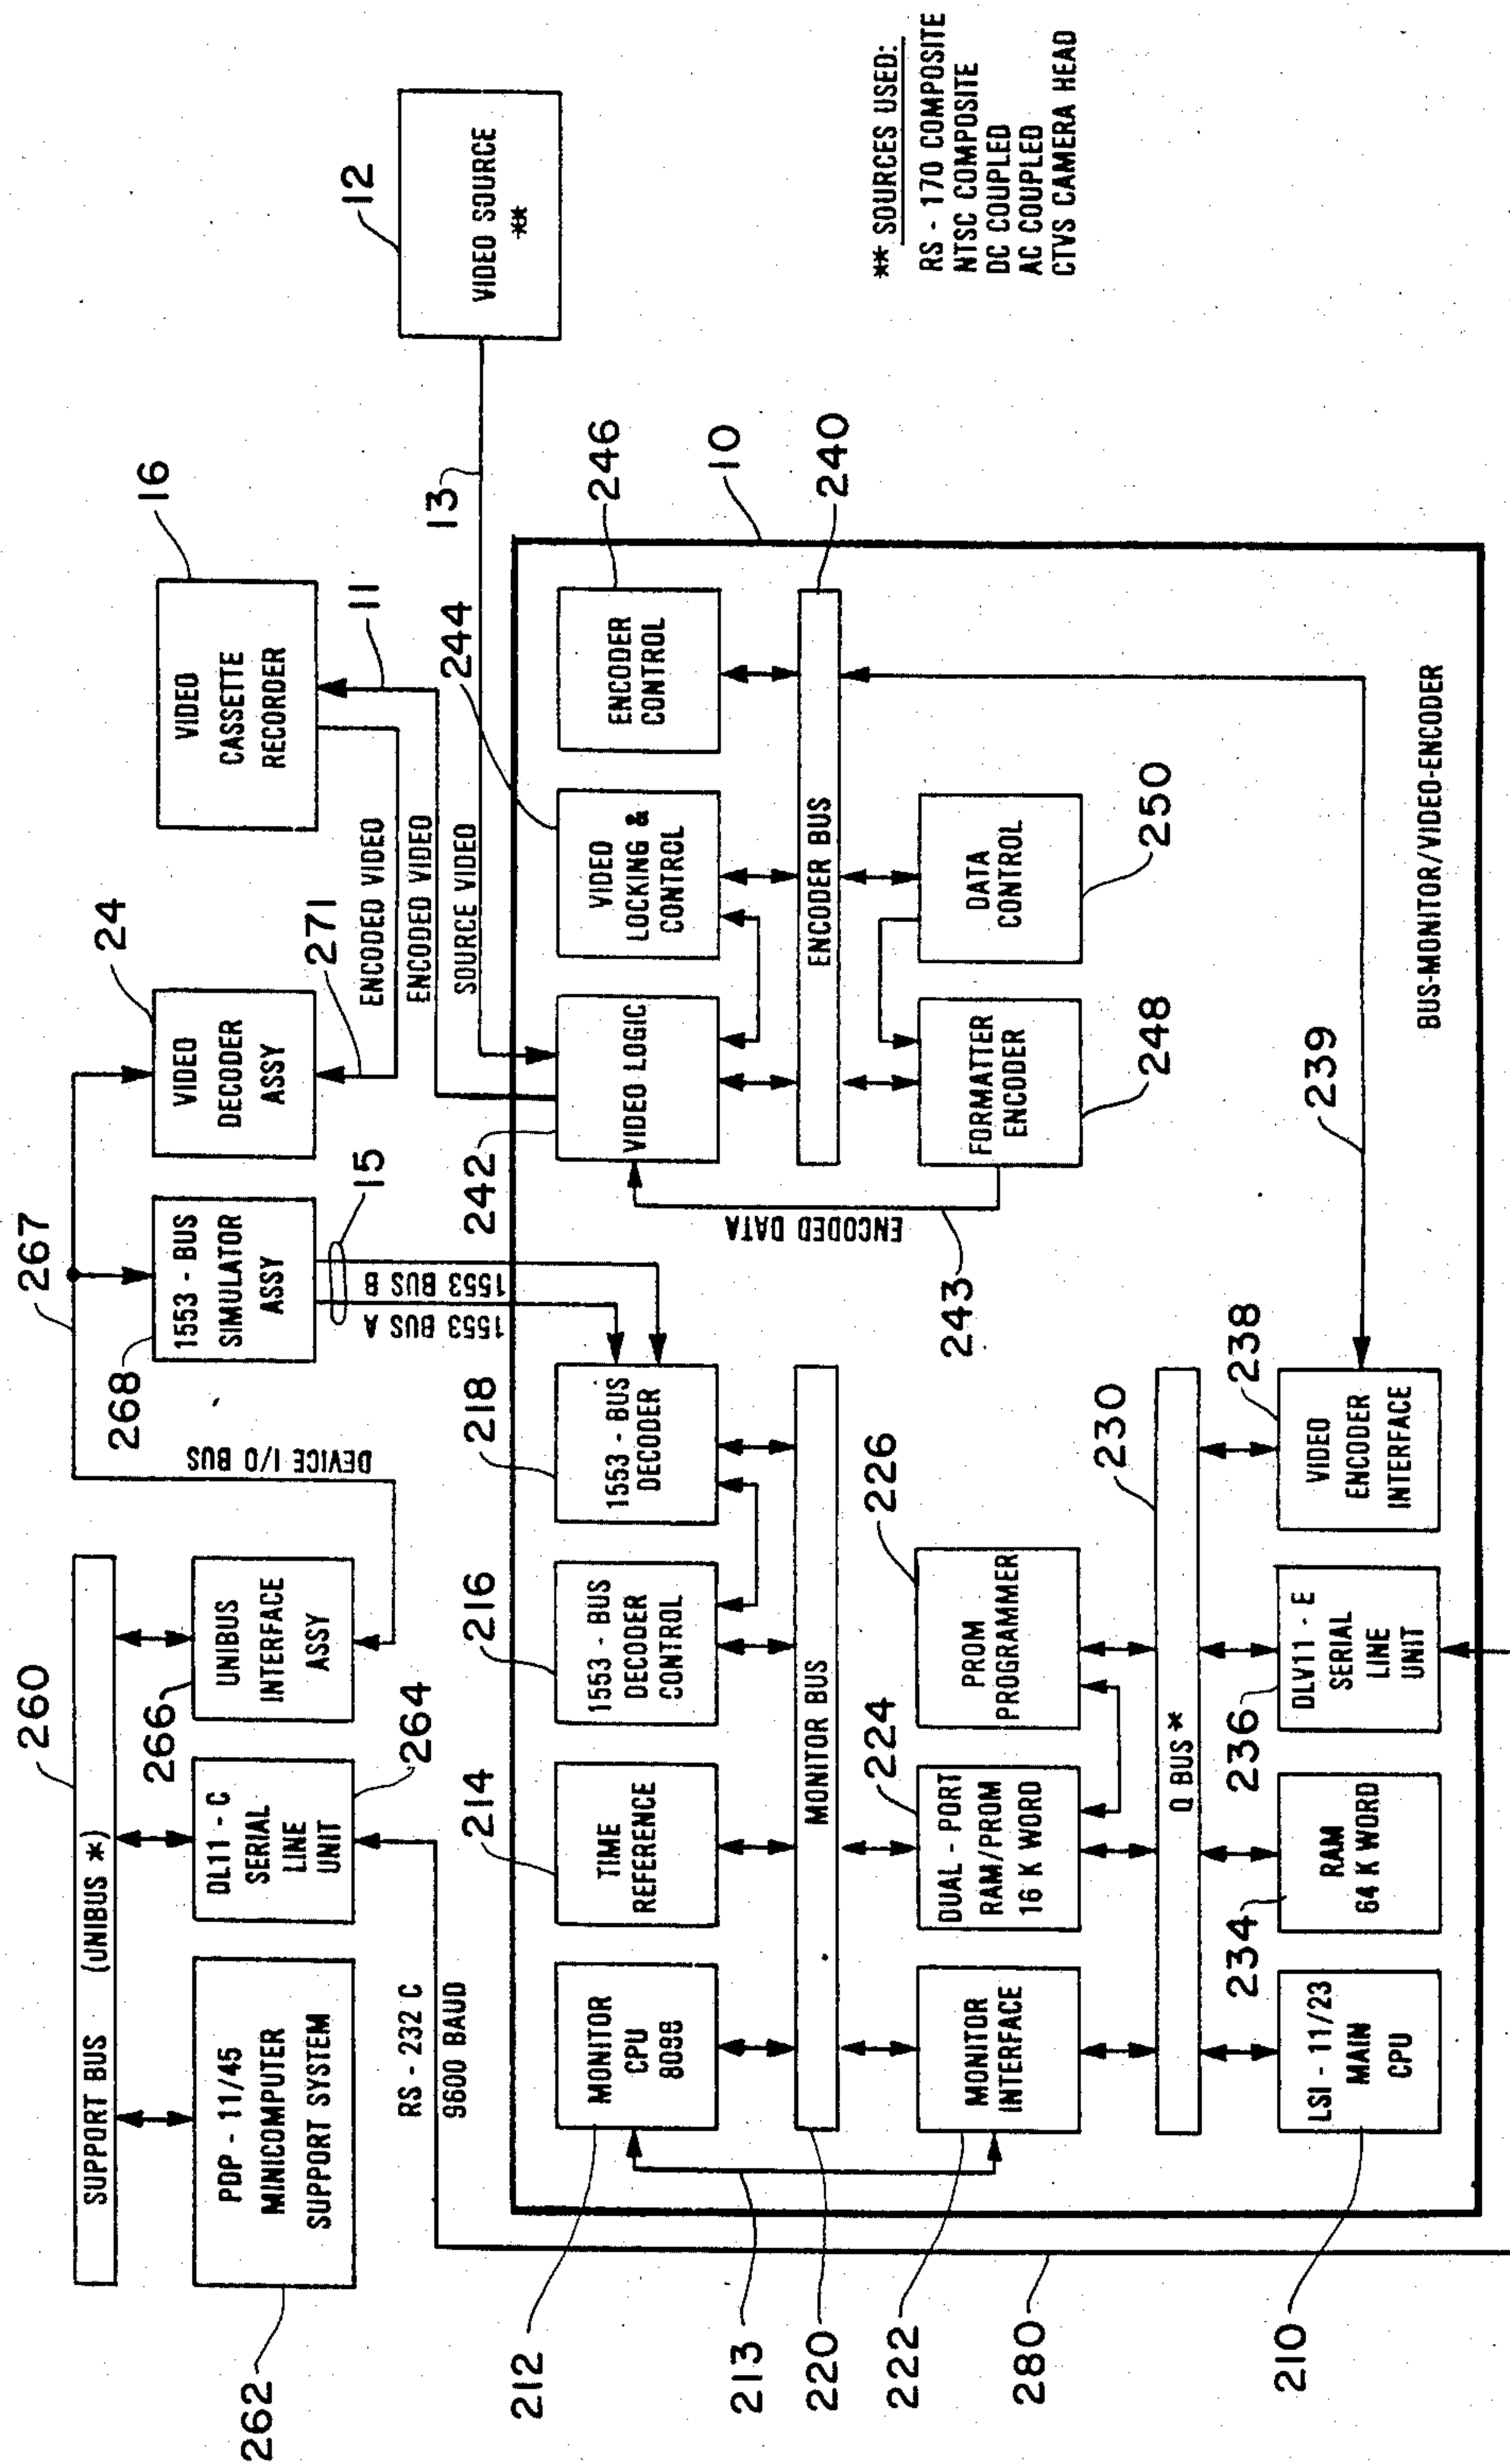 260
SUPPORT BUS (UNIBUS *)
262
PDP - 11/45
MINICOMPUTER
SUPPORT SYSTEM
DL11 - C
SERIAL
LINE
UNIT
264
266
UNIBUS
INTERFACE
ASSY
RS - 232 C
9600 BAUD
DEVICE I/O BUS
267
268
1553 - BUS
SIMULATOR
ASSY
15
1553 BUS A
1553 BUS B
24
VIDEO
DECODER
ASSY
271
16
VIDEO
CASSETTE
RECORDER
11
ENCODED VIDEO
ENCODED VIDEO
SOURCE VIDEO
13
12
VIDEO SOURCE
**
** SOURCES USED:
RS - 170 COMPOSITE
NTSC COMPOSITE
DC COUPLED
AC COUPLED
CTVS CAMERA HEAD
212
MONITOR
CPU
8088
214
TIME
REFERENCE
216
1553 - BUS
DECODER
CONTROL
218
1553 - BUS
DECODER
242
VIDEO LOGIC
244
VIDEO
LOCKING &
CONTROL
246
ENCODER
CONTROL
10
213
220
MONITOR BUS
ENCODER BUS
240
222
MONITOR
INTERFACE
224
DUAL - PORT
RAM/PROM
16 K WORD
226
PROM
PROGRAMMER
ENCODED DATA
243
FORMATTER
ENCODER
248
DATA
CONTROL
250
230
Q BUS *
280
210
LSI - 11/23
MAIN
CPU
234
RAM
64 K WORD
236
DLV11 - E
SERIAL
LINE
UNIT
238
VIDEO
ENCODER
INTERFACE
239
BUS-MONITOR/VIDEO-ENCODER